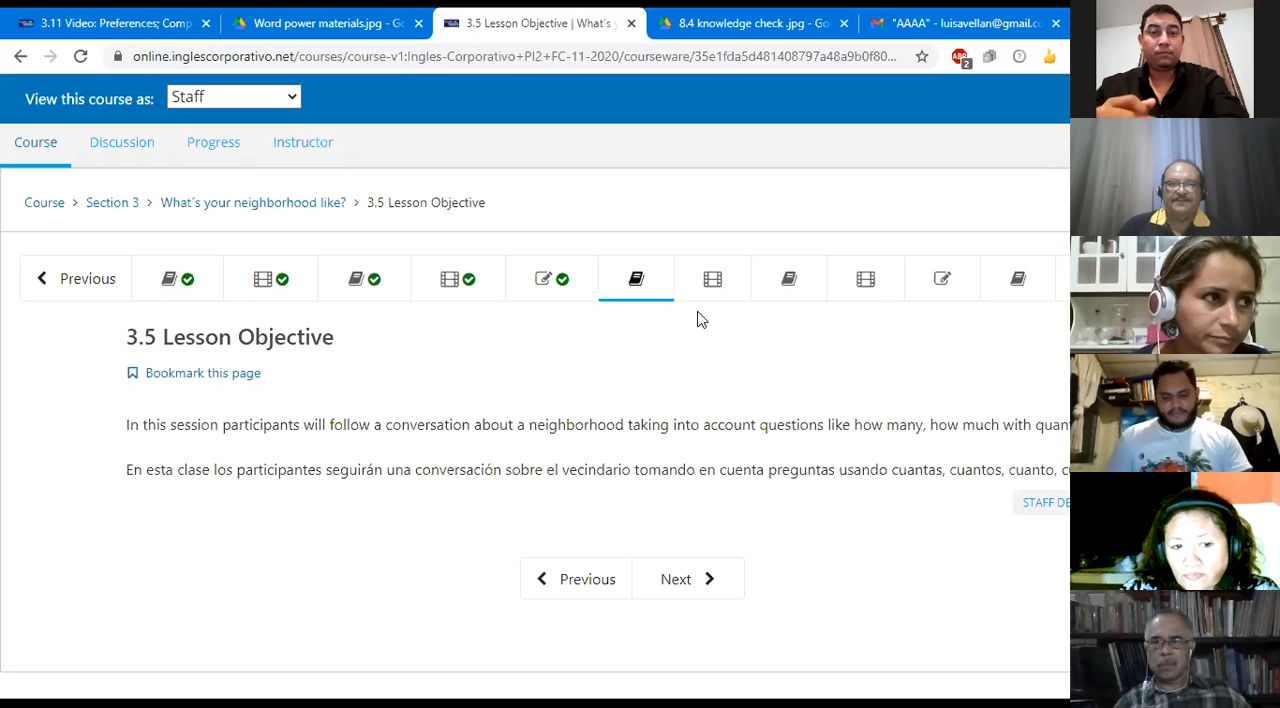 3.11 Video: Preferences; Comp
Word power materials.jpg - Go
3.5 Lesson Objective | What´s y
8.4 knowledge check .jpg - Goo
"AAAA" - luisavellan@gmail.co
online.inglescorporativo.net/courses/course-v1:Ingles-Corporativo+PI2+FC-11-2020/courseware/35e1fda5d481408797a48a9b0f80...
ABP
2
View this course as:
Staff
Course
Discussion
Progress
Instructor
Course > Section 3 > What´s your neighborhood like? > 3.5 Lesson Objective
Previous
3.5 Lesson Objective
Bookmark this page
In this session participants will follow a conversation about a neighborhood taking into account questions like how many, how much with quan
En esta clase los participantes seguirán una conversación sobre el vecindario tomando en cuenta preguntas usando cuantas, cuantos, cuanto, c
STAFF DE
Previous
Next